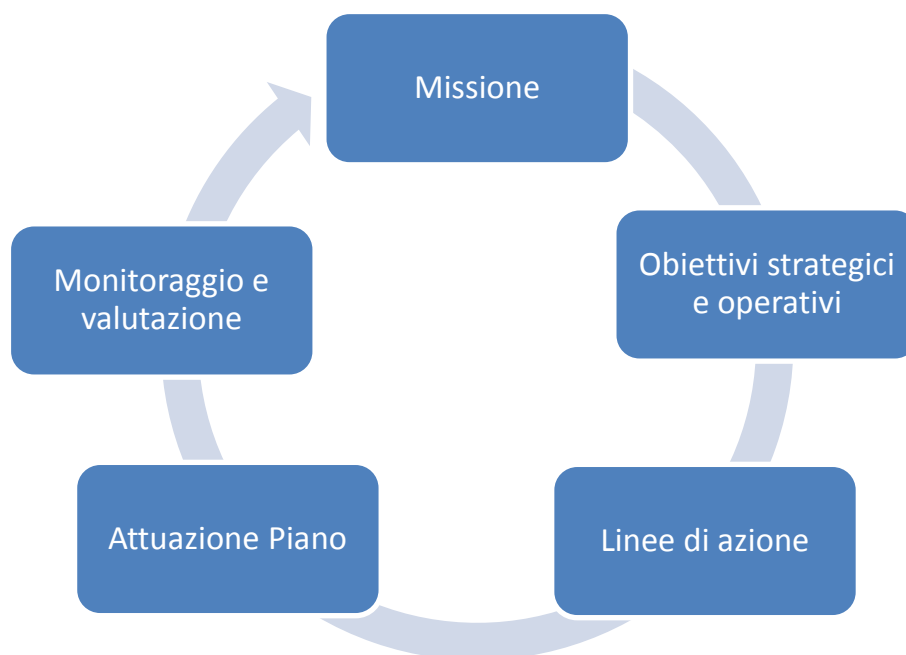 Missione
Obiettivi strategici
e operativi
Linee di azione
Attuazione Piano
Monitoraggio e
valutazione